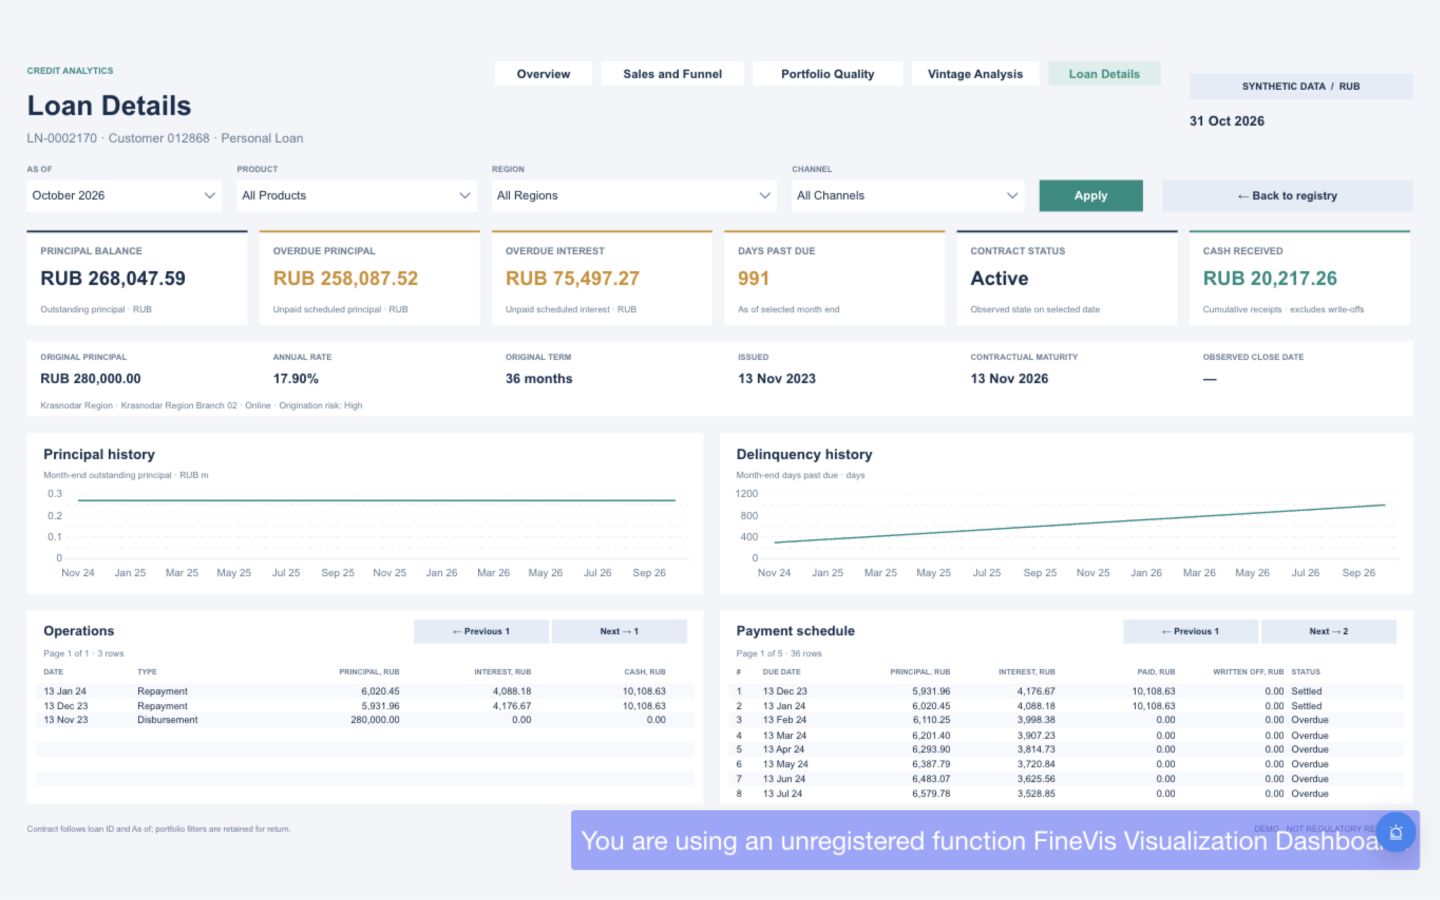 CREDIT ANALYTICS
Overview Sales and Funnel Portfolio Quality Vintage Analysis Loan Details
SYNTHETIC DATA / RUB
Loan Details
31 Oct 2026
LN-0002170 · Customer 012868 · Personal Loan
AS OF PRODUCT REGION CHANNEL
October 2026 All Products All Regions All Channels Apply ← Back to registry
PRINCIPAL BALANCE OVERDUE PRINCIPAL OVERDUE INTEREST DAYS PAST DUE CONTRACT STATUS CASH RECEIVED
RUB 268,047.59 RUB 258,087.52 RUB 75,497.27 991 Active RUB 20,217.26
Outstanding principal · RUB Unpaid scheduled principal · RUB Unpaid scheduled interest · RUB As of selected month end Observed state on selected date Cumulative receipts · excludes write-offs
ORIGINAL PRINCIPAL ANNUAL RATE ORIGINAL TERM ISSUED CONTRACTUAL MATURITY OBSERVED CLOSE DATE
RUB 280,000.00 17.90% 36 months 13 Nov 2023 13 Nov 2026 —
Krasnodar Region · Krasnodar Region Branch 02 · Online · Origination risk: High
Principal history
Month-end outstanding principal · RUB m
0.3
0.2
0.1
0
Nov 24 Jan 25 Mar 25 May 25 Jul 25 Sep 25 Nov 25 Jan 26 Mar 26 May 26 Jul 26 Sep 26
Delinquency history
Month-end days past due · days
1200
800
400
0
Nov 24 Jan 25 Mar 25 May 25 Jul 25 Sep 25 Nov 25 Jan 26 Mar 26 May 26 Jul 26 Sep 26
Operations ← Previous 1 Next → 1
Page 1 of 1 · 3 rows
DATE TYPE PRINCIPAL, RUB INTEREST, RUB CASH, RUB
13 Jan 24 Repayment 6,020.45 4,088.18 10,108.63
13 Dec 23 Repayment 5,931.96 4,176.67 10,108.63
13 Nov 23 Disbursement 280,000.00 0.00 0.00
Payment schedule ← Previous 1 Next → 2
Page 1 of 5 · 36 rows
# DUE DATE PRINCIPAL, RUB INTEREST, RUB PAID, RUB WRITTEN OFF, RUB STATUS
1 13 Dec 23 5,931.96 4,176.67 10,108.63 0.00 Settled
2 13 Jan 24 6,020.45 4,088.18 10,108.63 0.00 Settled
3 13 Feb 24 6,110.25 3,998.38 0.00 0.00 Overdue
4 13 Mar 24 6,201.40 3,907.23 0.00 0.00 Overdue
5 13 Apr 24 6,293.90 3,814.73 0.00 0.00 Overdue
6 13 May 24 6,387.79 3,720.84 0.00 0.00 Overdue
7 13 Jun 24 6,483.07 3,625.56 0.00 0.00 Overdue
8 13 Jul 24 6,579.78 3,528.85 0.00 0.00 Overdue
Contract follows loan ID and As of; portfolio filters are retained for return.
DEMO · NOT REGULATORY
You are using an unregistered function FineVis Visualization